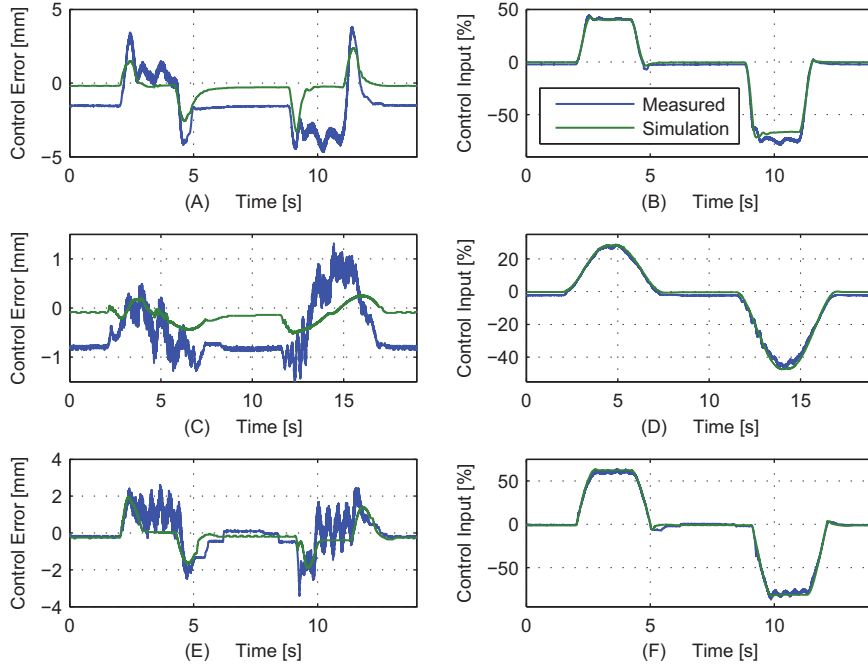 Control Error [mm]
5
0
−5
0 5 10
(A) Time [s]
Control Input [%]
50
0
−50
Measured
Simulation
0 5 10
(B) Time [s]
Control Error [mm]
1
0
−1
0 5 10 15
(C) Time [s]
Control Input [%]
20
0
−20
−40
0 5 10 15
(D) Time [s]
Control Error [mm]
4
2
0
−2
−4
0 5 10
(E) Time [s]
Control Input [%]
50
0
−50
0 5 10
(F) Time [s]